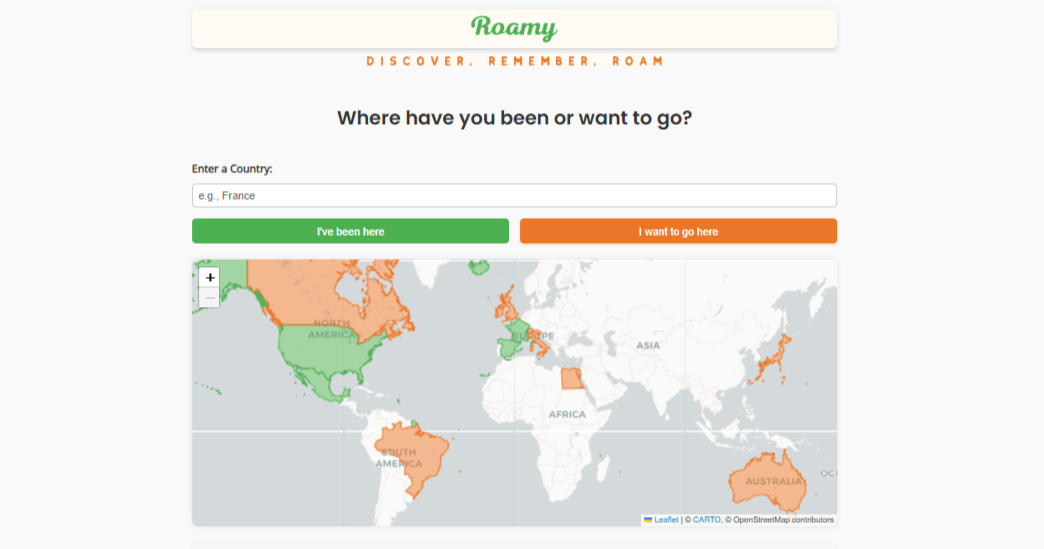 Roamy
DISCOVER. REMEMBER. ROAM
Where have you been or want to go?
Enter a Country:
e.g., France
I've been here
I want to go here
+
−
NORTH
AMERICA
EUROPE
ASIA
AFRICA
SOUTH
AMERICA
AUSTRALIA
OC
Leaflet | © CARTO, © OpenStreetMap contributors